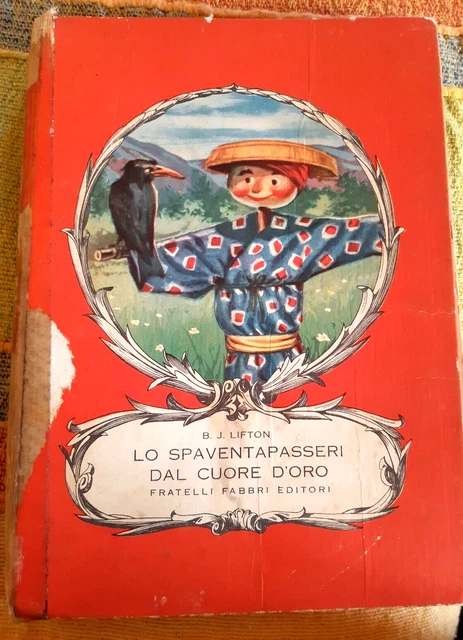 B. J. LIFTON
LO SPAVENTAPASSERI
DAL CUORE D'ORO
FRATELLI FABBRI EDITORI